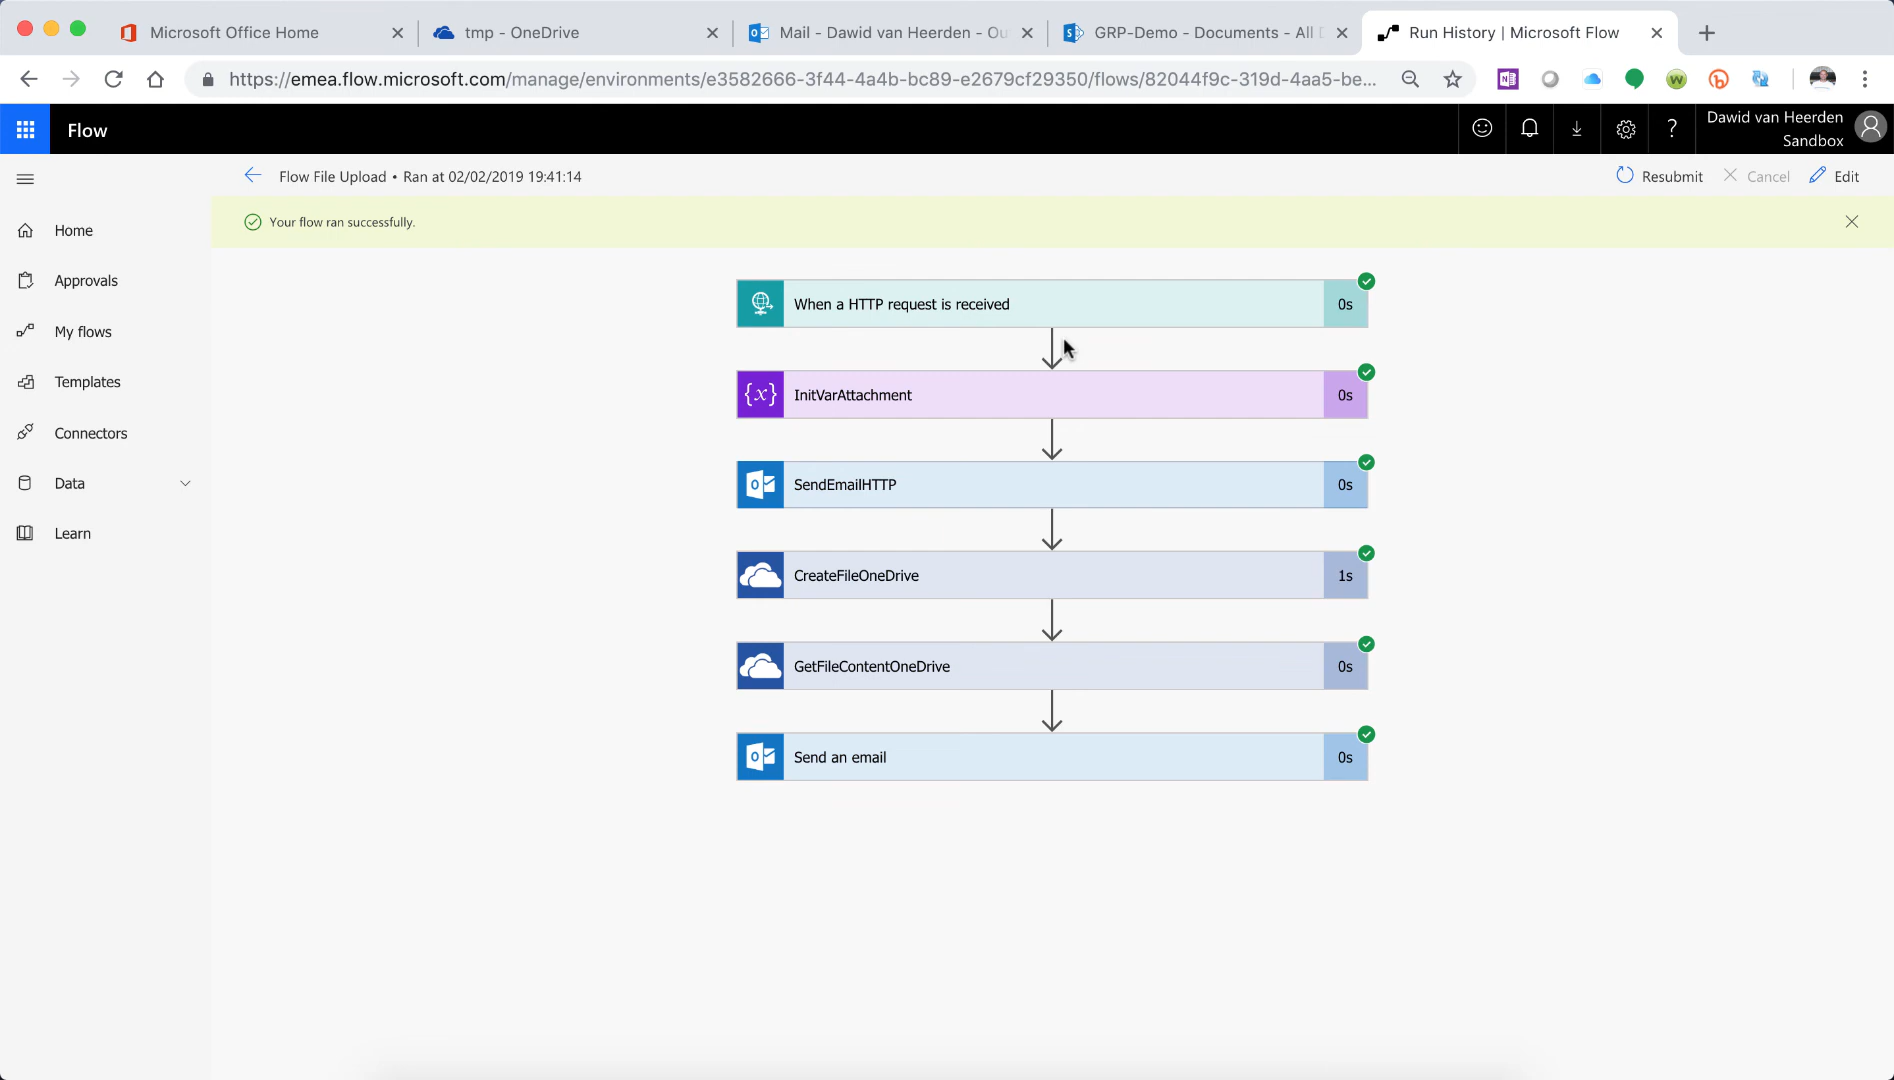 Microsoft Office Home
tmp - OneDrive
Mail - Dawid van Heerden - Ou
GRP-Demo - Documents - All D
Run History | Microsoft Flow
https://emea.flow.microsoft.com/manage/environments/e3582666-3f44-4a4b-bc89-e2679cf29350/flows/82044f9c-319d-4aa5-be...
Flow
Dawid van Heerden
Sandbox
Flow File Upload • Ran at 02/02/2019 19:41:14
Resubmit
Cancel
Edit
Your flow ran successfully.
Home
Approvals
My flows
Templates
Connectors
Data
Learn
When a HTTP request is received
0s
{x}
InitVarAttachment
0s
SendEmailHTTP
0s
CreateFileOneDrive
1s
GetFileContentOneDrive
0s
Send an email
0s